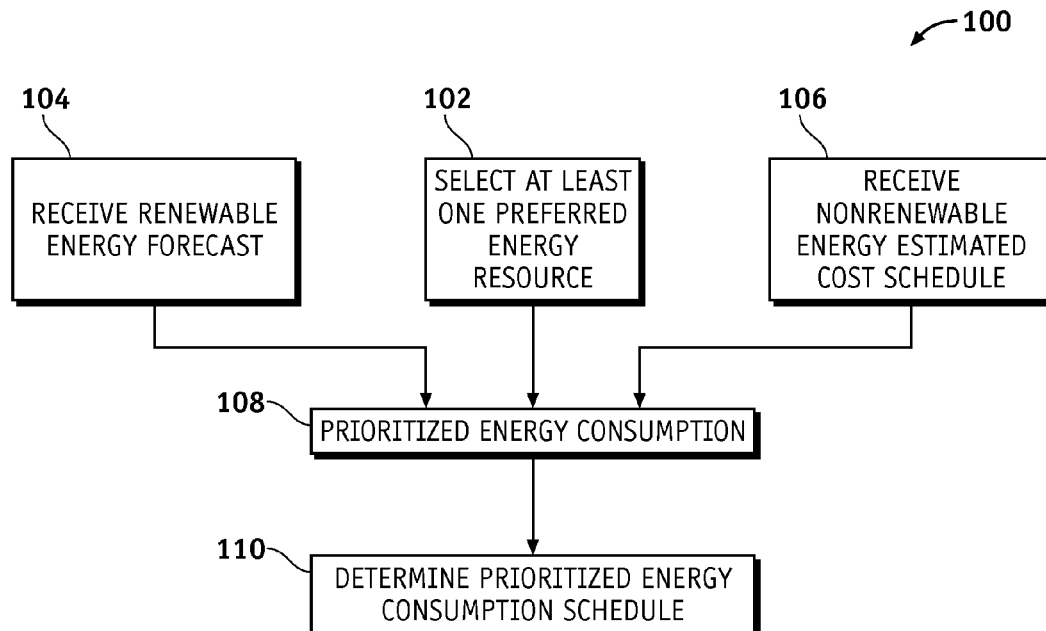 100
104
102
106
RECEIVE RENEWABLE
ENERGY FORECAST
SELECT AT LEAST
ONE PREFERRED
ENERGY
RESOURCE
RECEIVE
NONRENEWABLE
ENERGY ESTIMATED
COST SCHEDULE
108
PRIORITIZED ENERGY CONSUMPTION
110
DETERMINE PRIORITIZED ENERGY
CONSUMPTION SCHEDULE